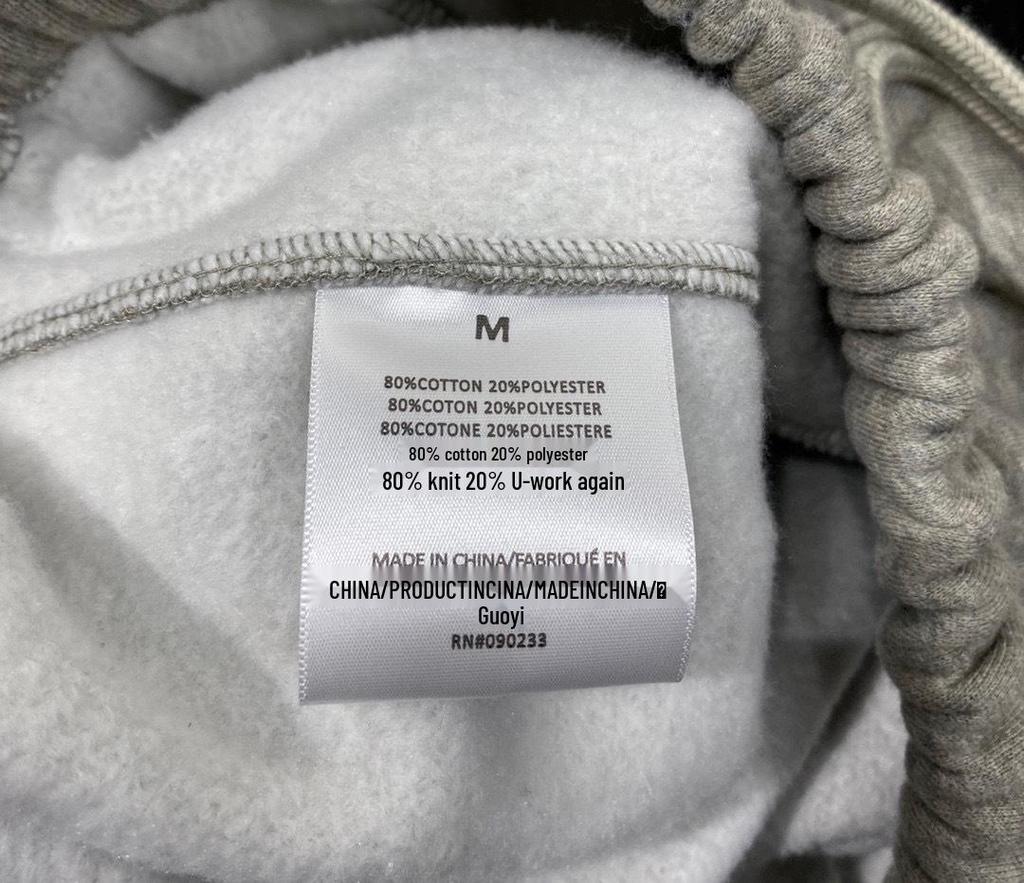 M
80%COTTON 20%POLYESTER
80%COTON 20%POLYESTER
80%COTONE 20%POLIESTERE
80% cotton 20% polyester
80% knit 20% U-work again
MADE IN CHINA/FABRIQUÉ EN
CHINA/PRODUCTINCINA/MADEINCHINA/
Guoyi
RN#090233